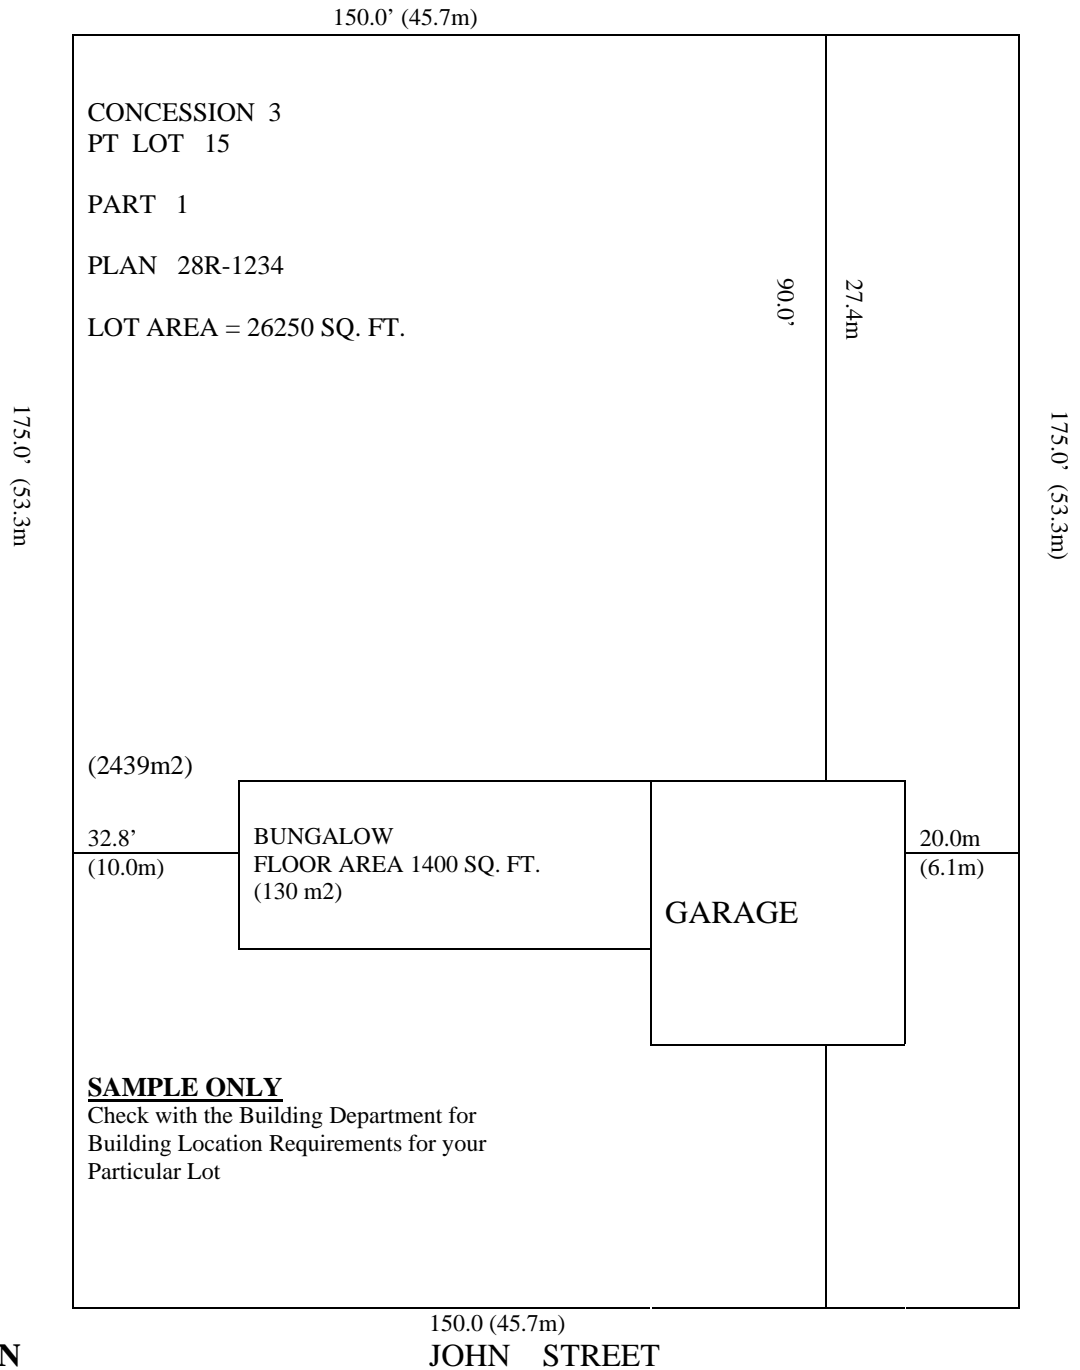 150.0’ (45.7m)
CONCESSION 3
PT LOT 15
PART 1
PLAN 28R-1234
LOT AREA = 26250 SQ. FT.
90.0’
27.4m
175.0’ (53.3m
175.0’ (53.3m)
(2439m2)
32.8’
(10.0m)
BUNGALOW
FLOOR AREA 1400 SQ. FT.
(130 m2)
GARAGE
20.0m
(6.1m)
SAMPLE ONLY
Check with the Building Department for
Building Location Requirements for your
Particular Lot
150.0 (45.7m)
N
JOHN STREET